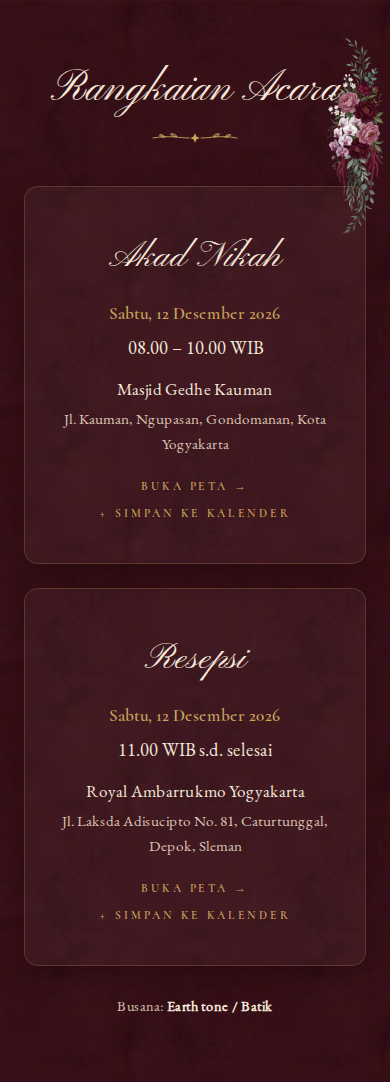 Rangkaian Acara
Akad Nikah
Sabtu, 12 Desember 2026
08.00 – 10.00 WIB
Masjid Gedhe Kauman
Jl. Kauman, Ngupasan, Gondomanan, Kota
Yogyakarta
BUKA PETA →
+ SIMPAN KE KALENDER
Resepsi
Sabtu, 12 Desember 2026
11.00 WIB s.d. selesai
Royal Ambarrukmo Yogyakarta
Jl. Laksda Adisucipto No. 81, Caturtunggal,
Depok, Sleman
BUKA PETA →
+ SIMPAN KE KALENDER
Busana: Earth tone / Batik